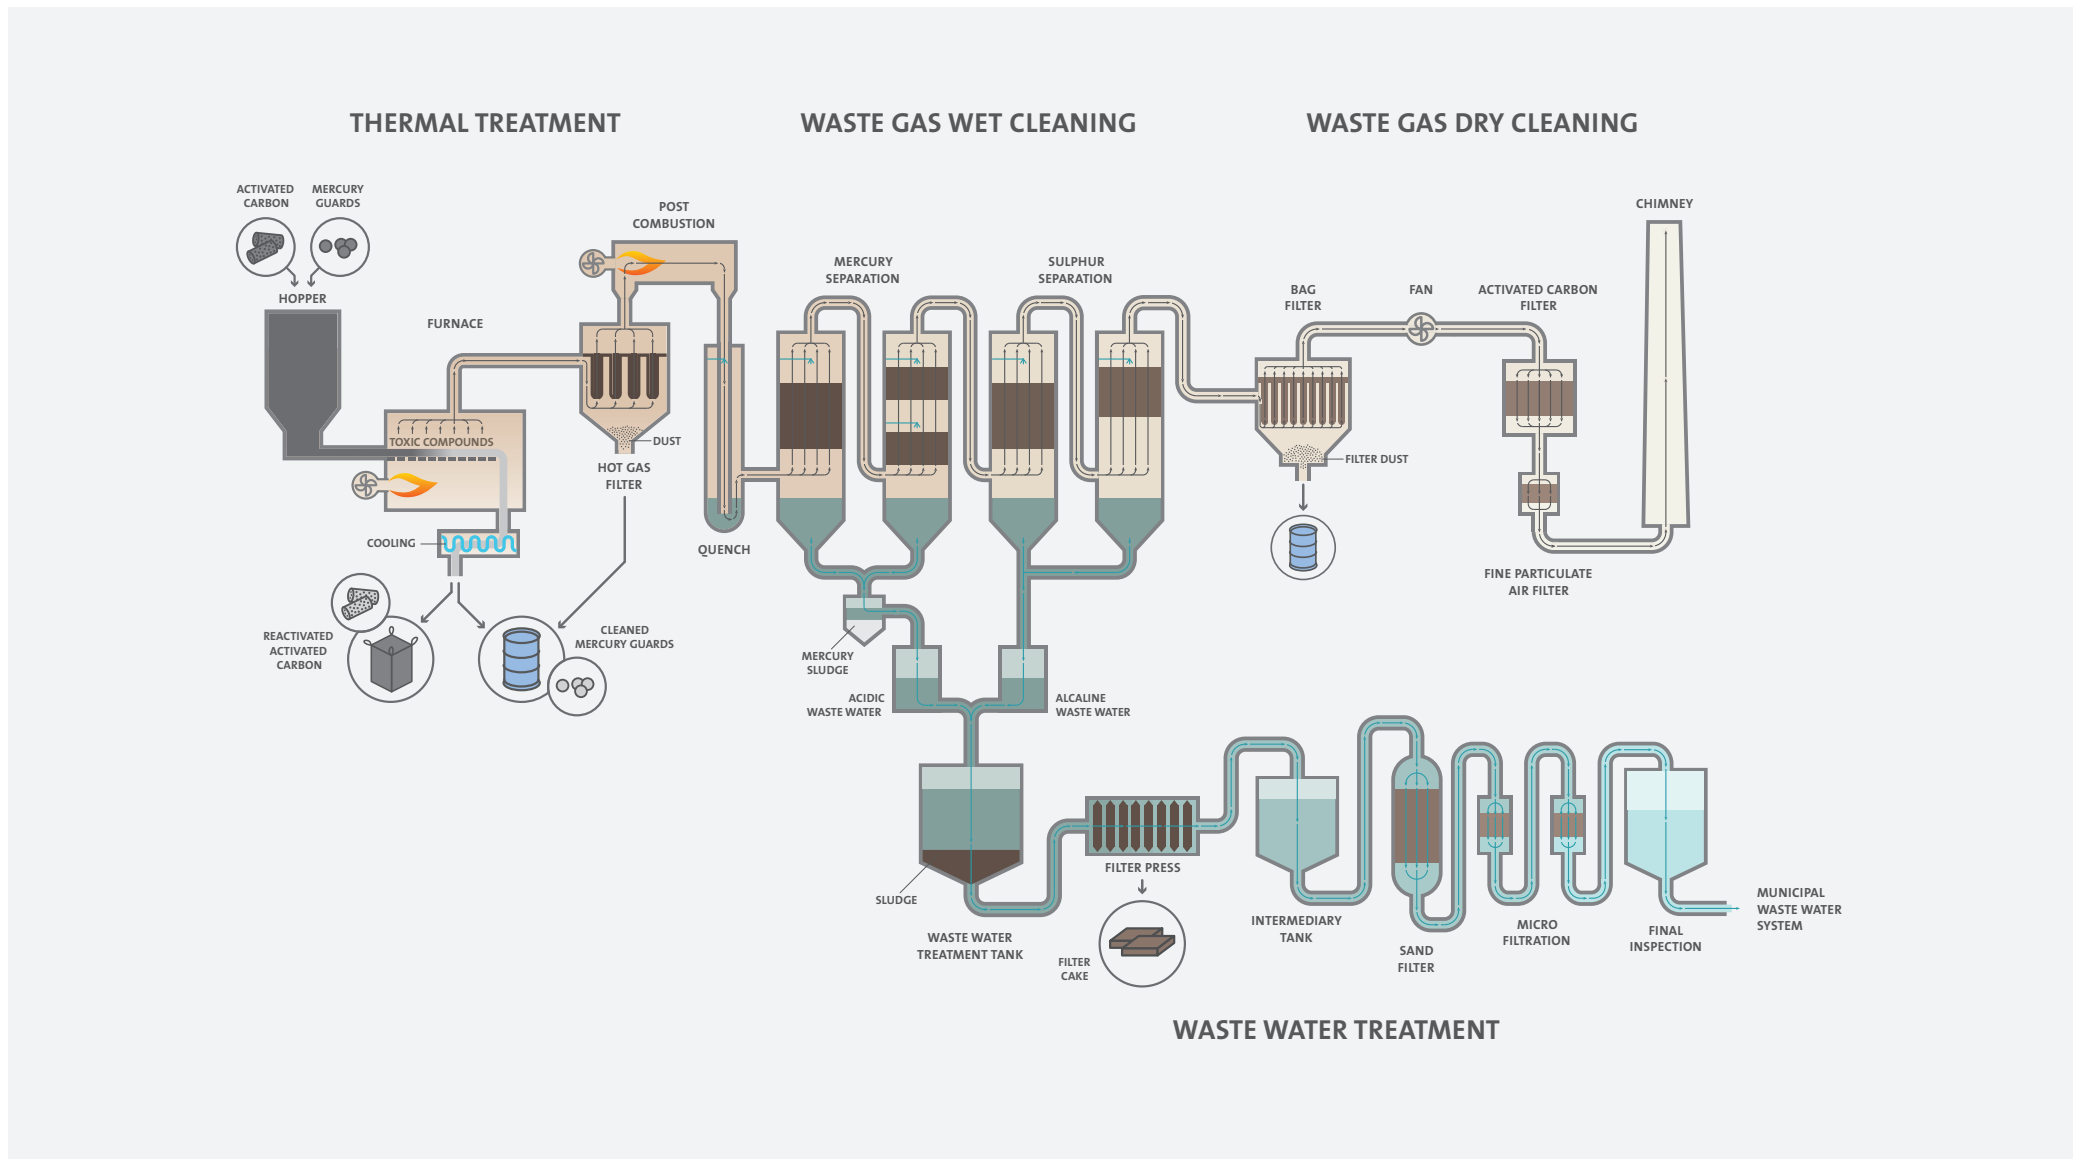 THERMAL TREATMENT
WASTE GAS WET CLEANING
WASTE GAS DRY CLEANING
ACTIVATED
CARBON
MERCURY
GUARDS
HOPPER
FURNACE
TOXIC COMPOUNDS
COOLING
REACTIVATED
ACTIVATED
CARBON
CLEANED
MERCURY GUARDS
POST
COMBUSTION
DUST
HOT GAS
FILTER
QUENCH
MERCURY
SEPARATION
SULPHUR
SEPARATION
BAG
FILTER
FAN
ACTIVATED CARBON
FILTER
CHIMNEY
FILTER DUST
FINE PARTICULATE
AIR FILTER
MERCURY
SLUDGE
ACIDIC
WASTE WATER
ALCALINE
WASTE WATER
SLUDGE
WASTE WATER
TREATMENT TANK
FILTER PRESS
FILTER
CAKE
INTERMEDIARY
TANK
SAND
FILTER
MICRO
FILTRATION
FINAL
INSPECTION
MUNICIPAL
WASTE WATER
SYSTEM
WASTE WATER TREATMENT